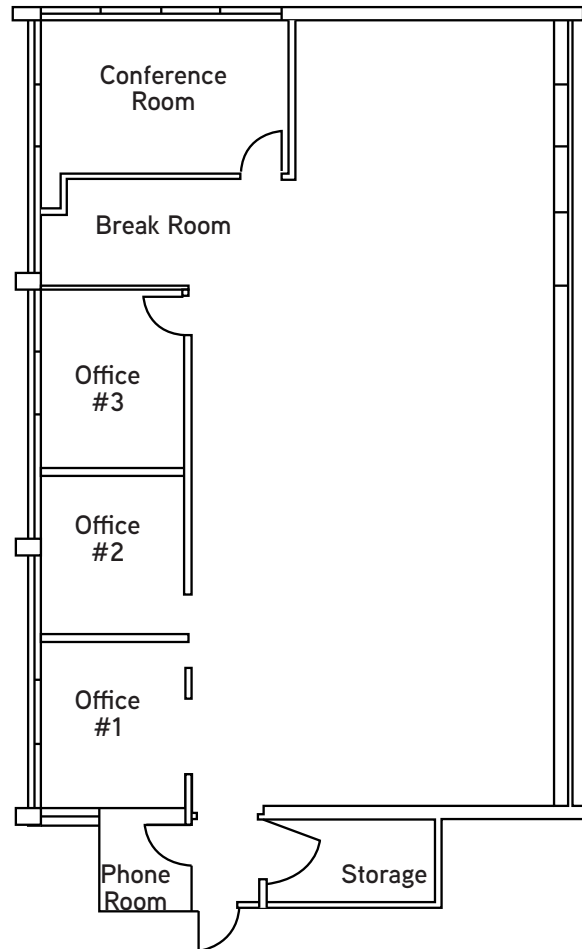 Conference
Room
Break Room
Office
#3
Office
#2
Office
#1
Phone
Room
Storage